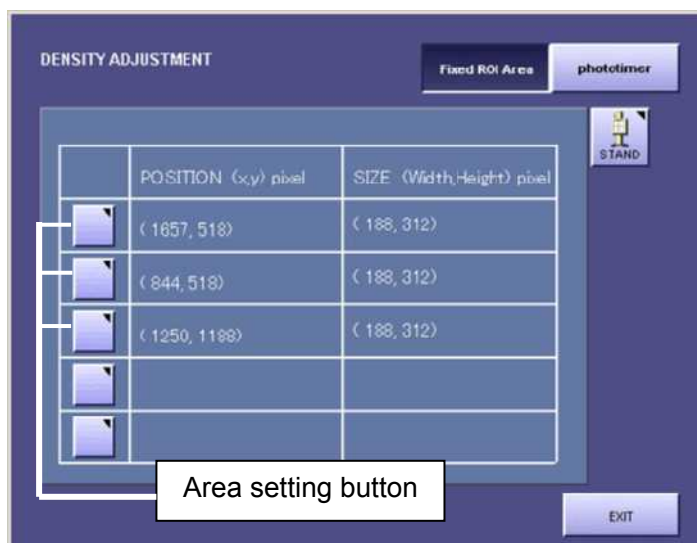 DENSITY ADJUSTMENT
Fixed ROI Area
phototimer
STAND
POSITION (x,y) pixel
SIZE (Width,Height) pixel
( 1657, 518)
( 188, 312)
( 844, 518)
( 188, 312)
( 1250, 1188)
( 188, 312)
Area setting button
EXIT